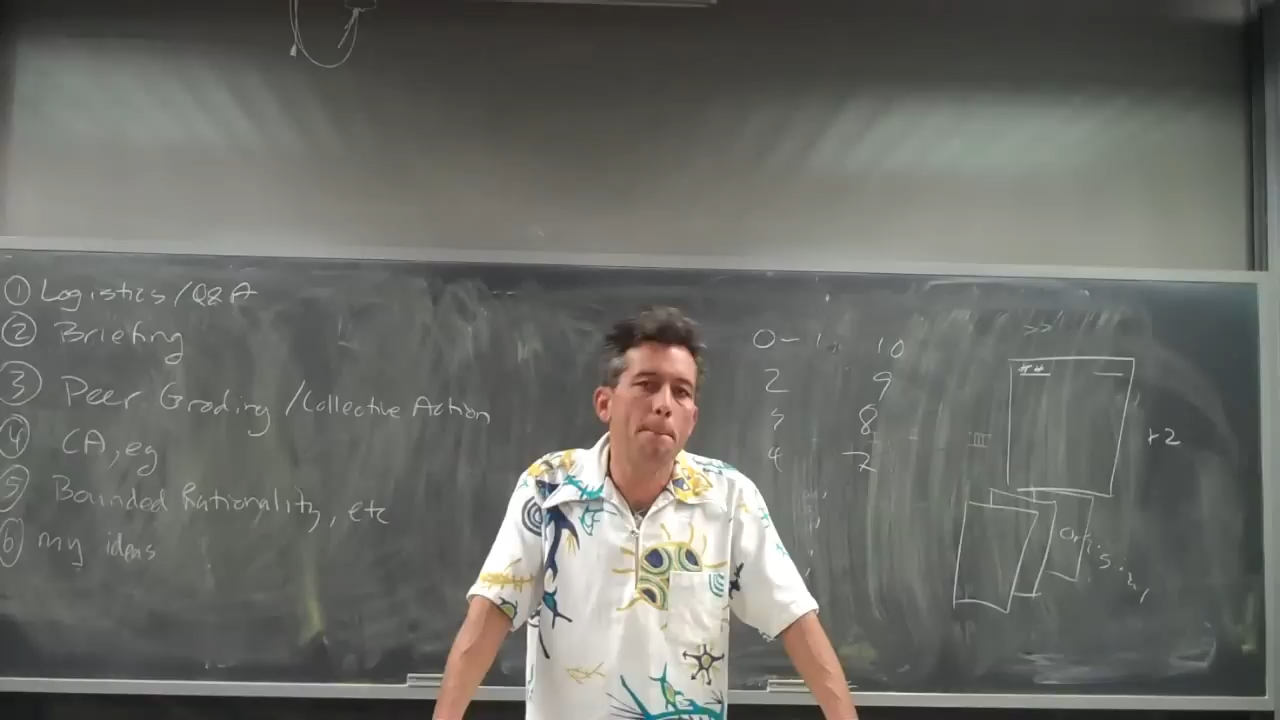 ① Logistics/Q&A
② Briefing
③ Peer Grading/Collective Action
④ CA, eg
⑤ Bounded Rationality, etc
⑥ my ideas
0-1 10
2 9
3 8
4 7
>>1
##
+2